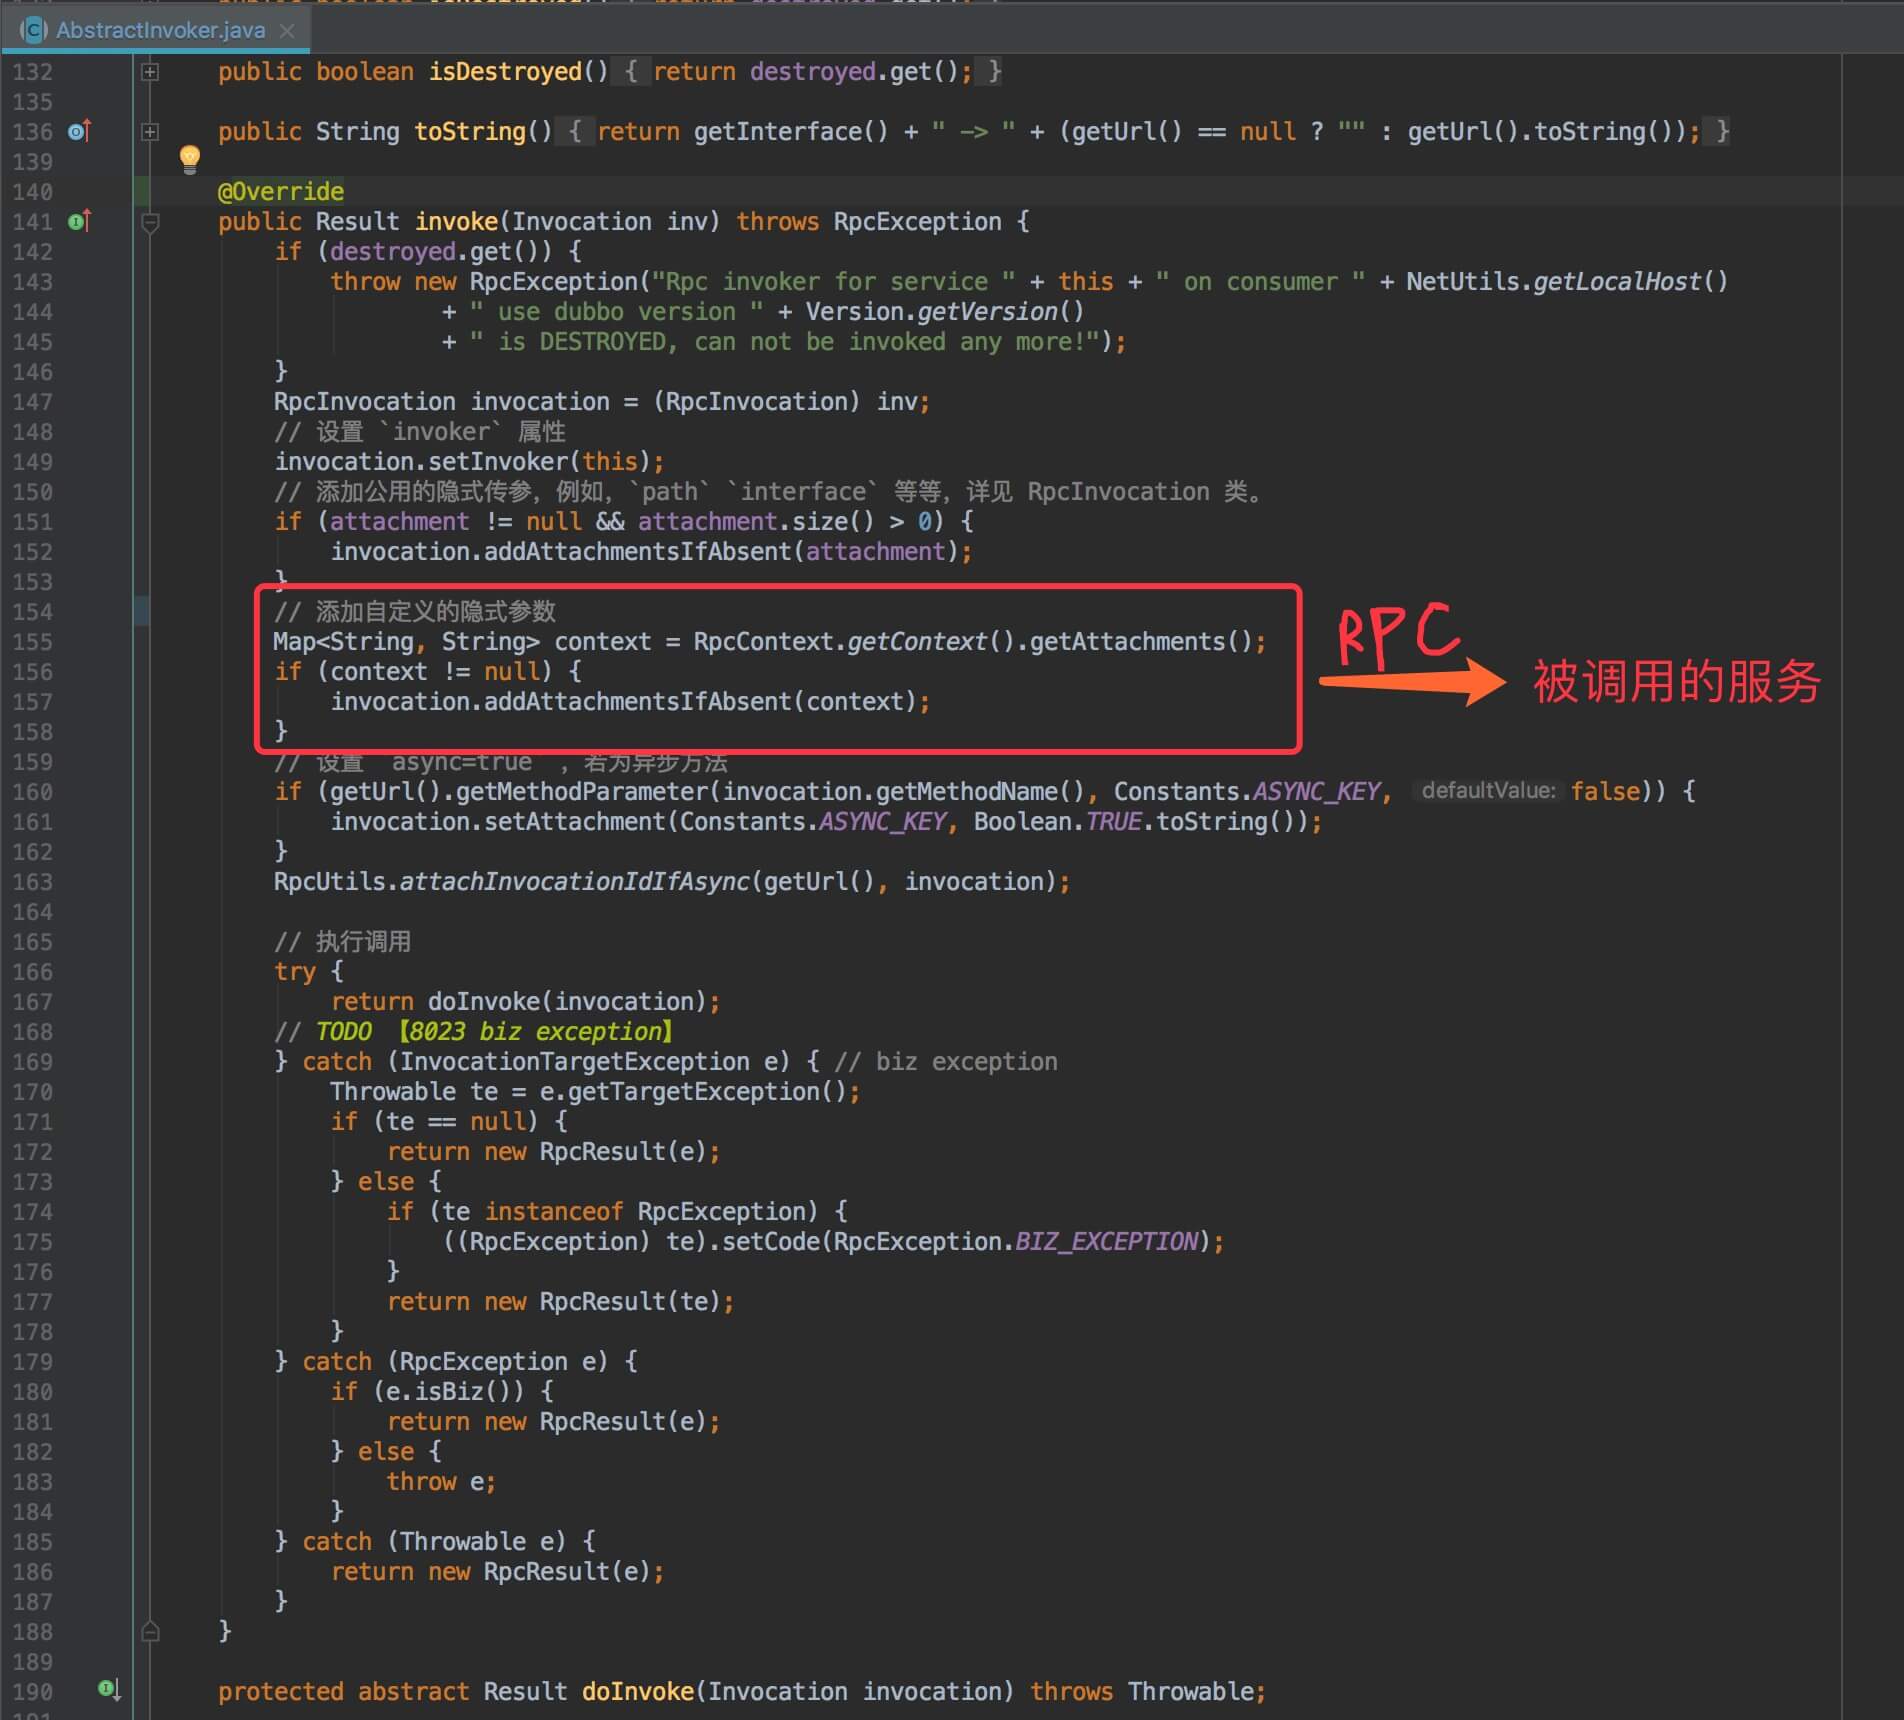 AbstractInvoker.java
132 public boolean isDestroyed() { return destroyed.get(); }
135
136 public String toString() { return getInterface() + " -> " + (getUrl() == null ? "" : getUrl().toString()); }
139
140 @Override
141 public Result invoke(Invocation inv) throws RpcException {
142 if (destroyed.get()) {
143 throw new RpcException("Rpc invoker for service " + this + " on consumer " + NetUtils.getLocalHost()
144 + " use dubbo version " + Version.getVersion()
145 + " is DESTROYED, can not be invoked any more!");
146 }
147 RpcInvocation invocation = (RpcInvocation) inv;
148 // 设置 `invoker` 属性
149 invocation.setInvoker(this);
150 // 添加公用的隐式传参，例如，`path` `interface` 等等，详见 RpcInvocation 类。
151 if (attachment != null && attachment.size() > 0) {
152 invocation.addAttachmentsIfAbsent(attachment);
153 }
154 // 添加自定义的隐式参数
155 Map<String, String> context = RpcContext.getContext().getAttachments();
156 if (context != null) {
157 invocation.addAttachmentsIfAbsent(context);
158 }
RPC
被调用的服务
159 // 设置 async=true ，若为异步方法
160 if (getUrl().getMethodParameter(invocation.getMethodName(), Constants.ASYNC_KEY, defaultValue: false)) {
161 invocation.setAttachment(Constants.ASYNC_KEY, Boolean.TRUE.toString());
162 }
163 RpcUtils.attachInvocationIdIfAsync(getUrl(), invocation);
164
165 // 执行调用
166 try {
167 return doInvoke(invocation);
168 // TODO 【8023 biz exception】
169 } catch (InvocationTargetException e) { // biz exception
170 Throwable te = e.getTargetException();
171 if (te == null) {
172 return new RpcResult(e);
173 } else {
174 if (te instanceof RpcException) {
175 ((RpcException) te).setCode(RpcException.BIZ_EXCEPTION);
176 }
177 return new RpcResult(te);
178 }
179 } catch (RpcException e) {
180 if (e.isBiz()) {
181 return new RpcResult(e);
182 } else {
183 throw e;
184 }
185 } catch (Throwable e) {
186 return new RpcResult(e);
187 }
188 }
189
190 protected abstract Result doInvoke(Invocation invocation) throws Throwable;